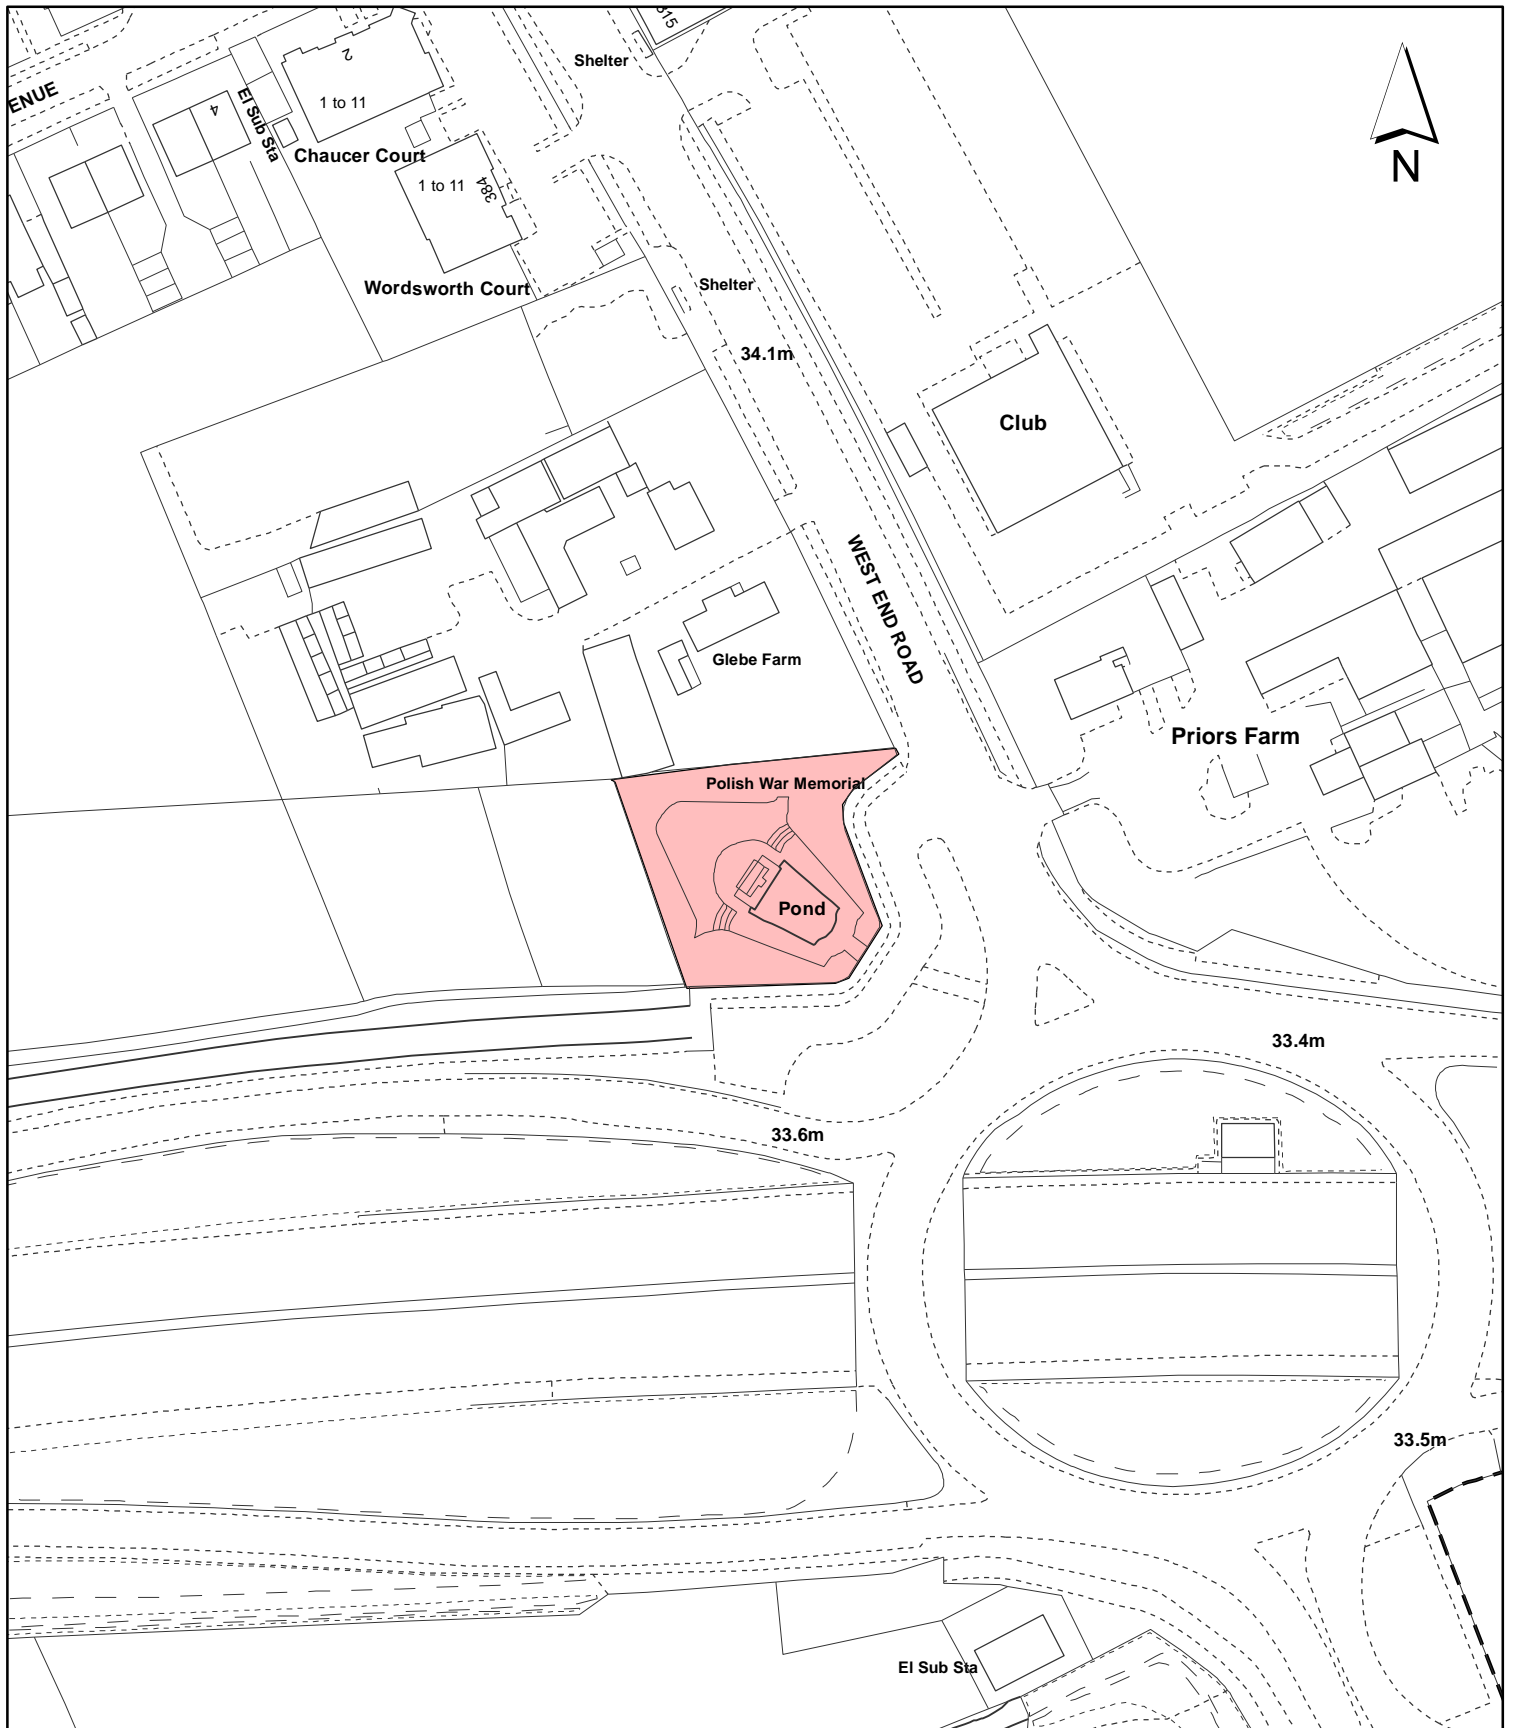 315
Shelter
2
ENUE
El Sub Sta
1 to 11
4
Chaucer Court
N
1 to 11
384
Wordsworth Court
Shelter
34.1m
Club
WEST END ROAD
Glebe Farm
Priors Farm
Polish War Memorial
Pond
33.4m
33.6m
33.5m
El Sub Sta